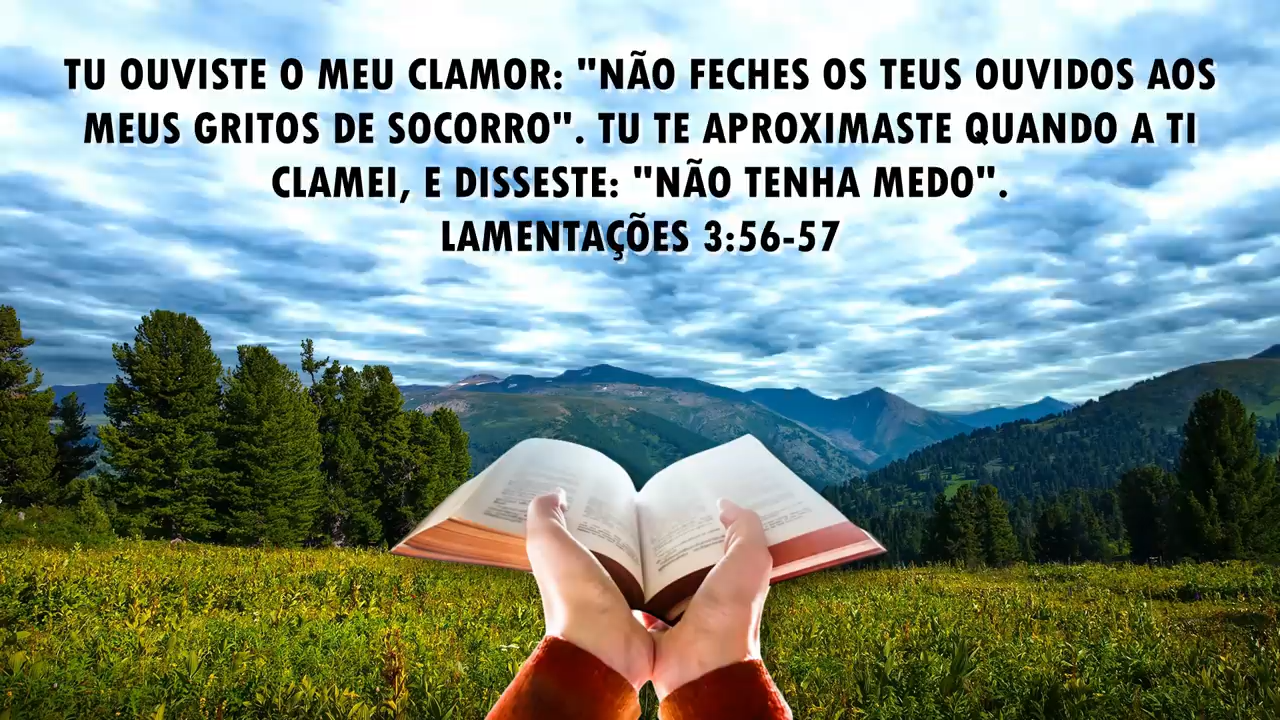 TU OUVISTE O MEU CLAMOR: "NÃO FECHES OS TEUS OUVIDOS AOS
MEUS GRITOS DE SOCORRO". TU TE APROXIMASTE QUANDO A TI
CLAMEI, E DISSESTE: "NÃO TENHA MEDO".
LAMENTAÇÕES 3:56-57